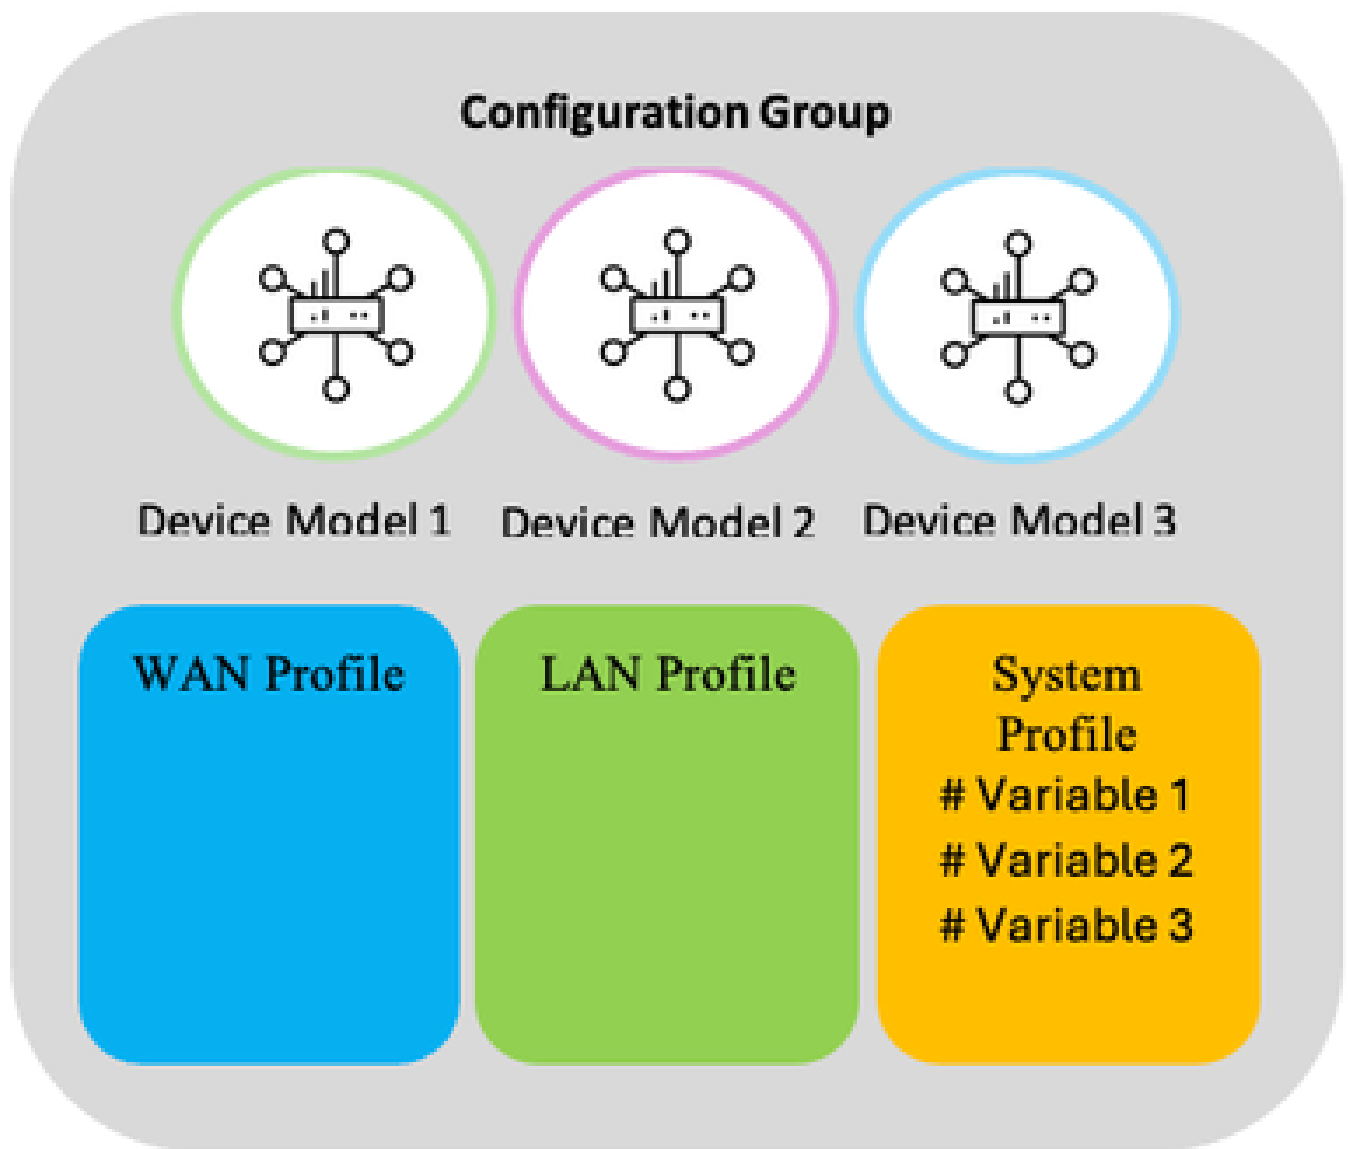 Configuration Group
Device Model 1
Device Model 2
Device Model 3
WAN Profile
LAN Profile
System
Profile
# Variable 1
# Variable 2
# Variable 3